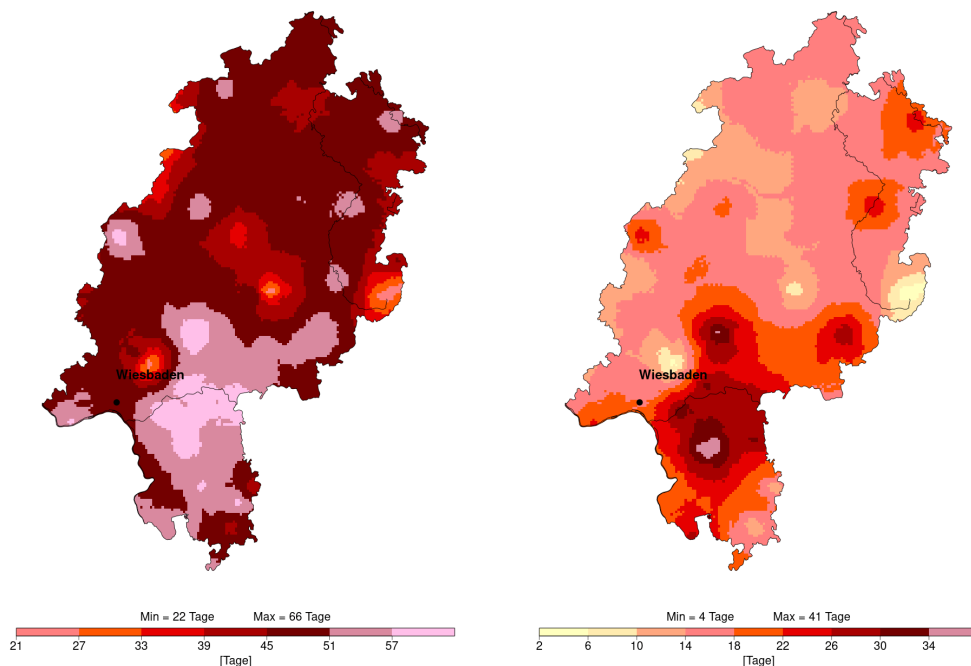 Wiesbaden
Wiesbaden
Min = 22 Tage Max = 66 Tage
21 27 33 39 45 51 57
[Tage]
Min = 4 Tage Max = 41 Tage
2 6 10 14 18 22 26 30 34
[Tage]